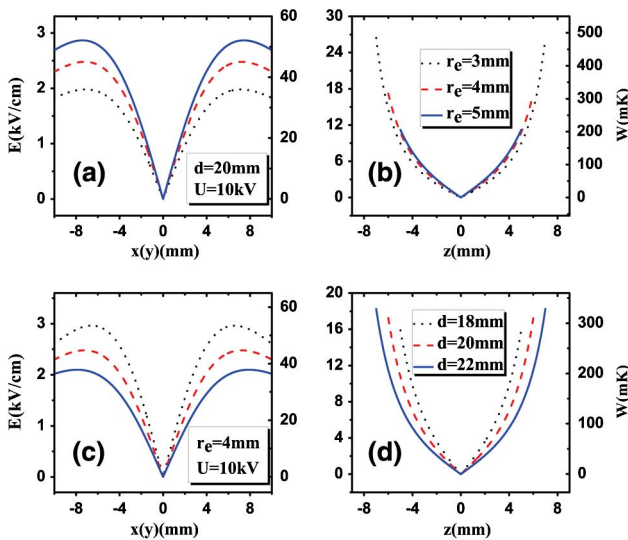 3
2
1
0
E(kV/cm)
60
40
20
0
(a)
d=20mm
U=10kV
-8 -4 0 4 8
x(y)(mm)
30
24
18
12
6
0
500
400
300
200
100
0
W(mK)
r_e=3mm
r_e=4mm
r_e=5mm
(b)
-8 -4 0 4 8
z(mm)
3
2
1
0
E(kV/cm)
60
40
20
0
(c)
r_e=4mm
U=10kV
-8 -4 0 4 8
x(y)(mm)
20
16
12
8
4
0
300
200
100
0
W(mK)
d=18mm
d=20mm
d=22mm
(d)
-8 -4 0 4 8
z(mm)